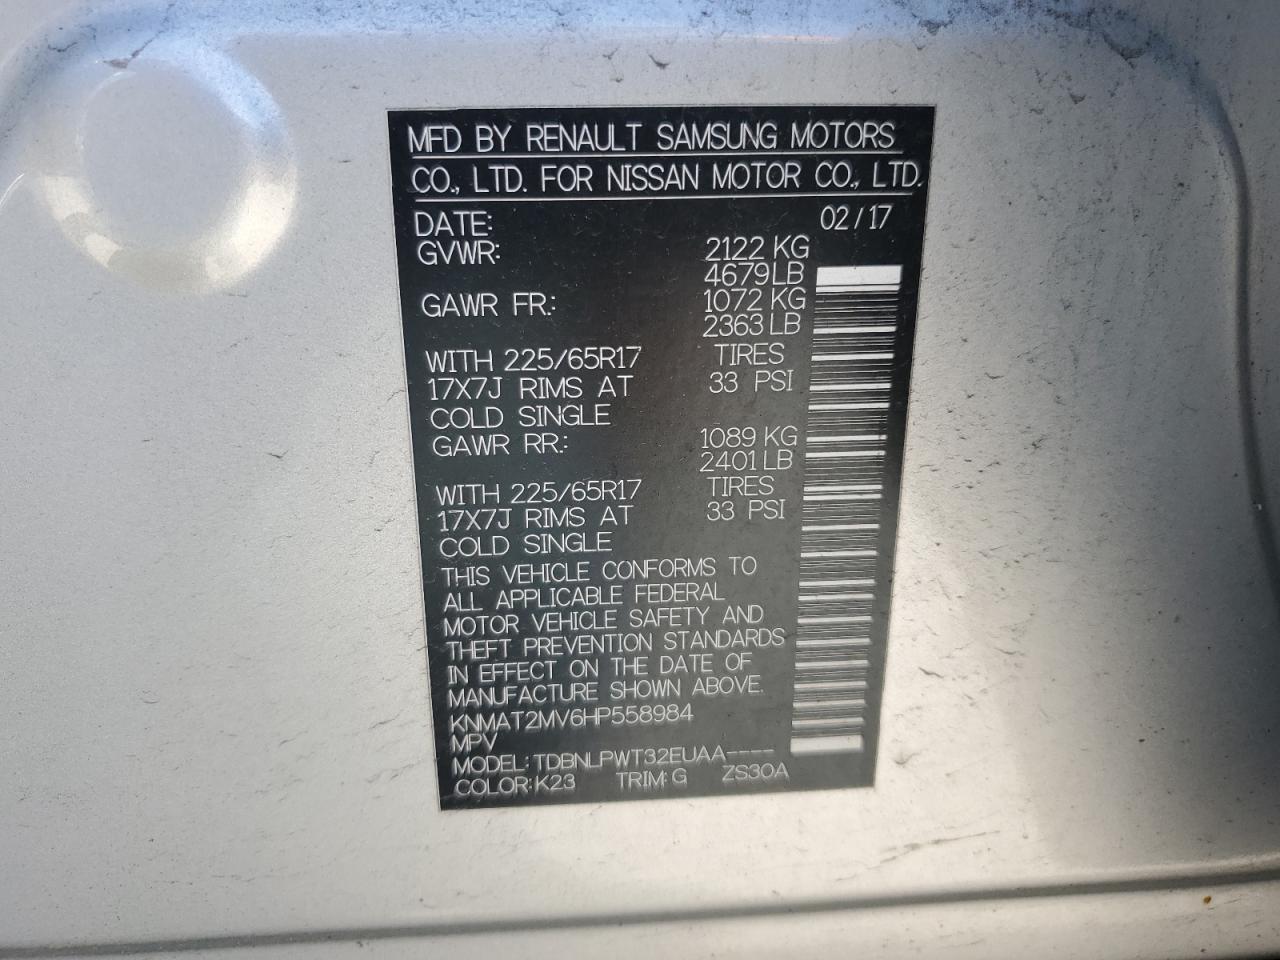 MFD BY RENAULT SAMSUNG MOTORS
CO., LTD. FOR NISSAN MOTOR CO., LTD.
DATE: 02/17
GVWR: 2122 KG
4679LB
GAWR FR.: 1072 KG
2363 LB
WITH 225/65R17 TIRES
17X7J RIMS AT 33 PSI
COLD SINGLE
GAWR RR.: 1089 KG
2401 LB
WITH 225/65R17 TIRES
17X7J RIMS AT 33 PSI
COLD SINGLE
THIS VEHICLE CONFORMS TO
ALL APPLICABLE FEDERAL
MOTOR VEHICLE SAFETY AND
THEFT PREVENTION STANDARDS
IN EFFECT ON THE DATE OF
MANUFACTURE SHOWN ABOVE.
KNMAT2MV6HP558984
MPV
MODEL: TDBNLPWT32EUAA----
COLOR: K23 TRIM: G ZS30A